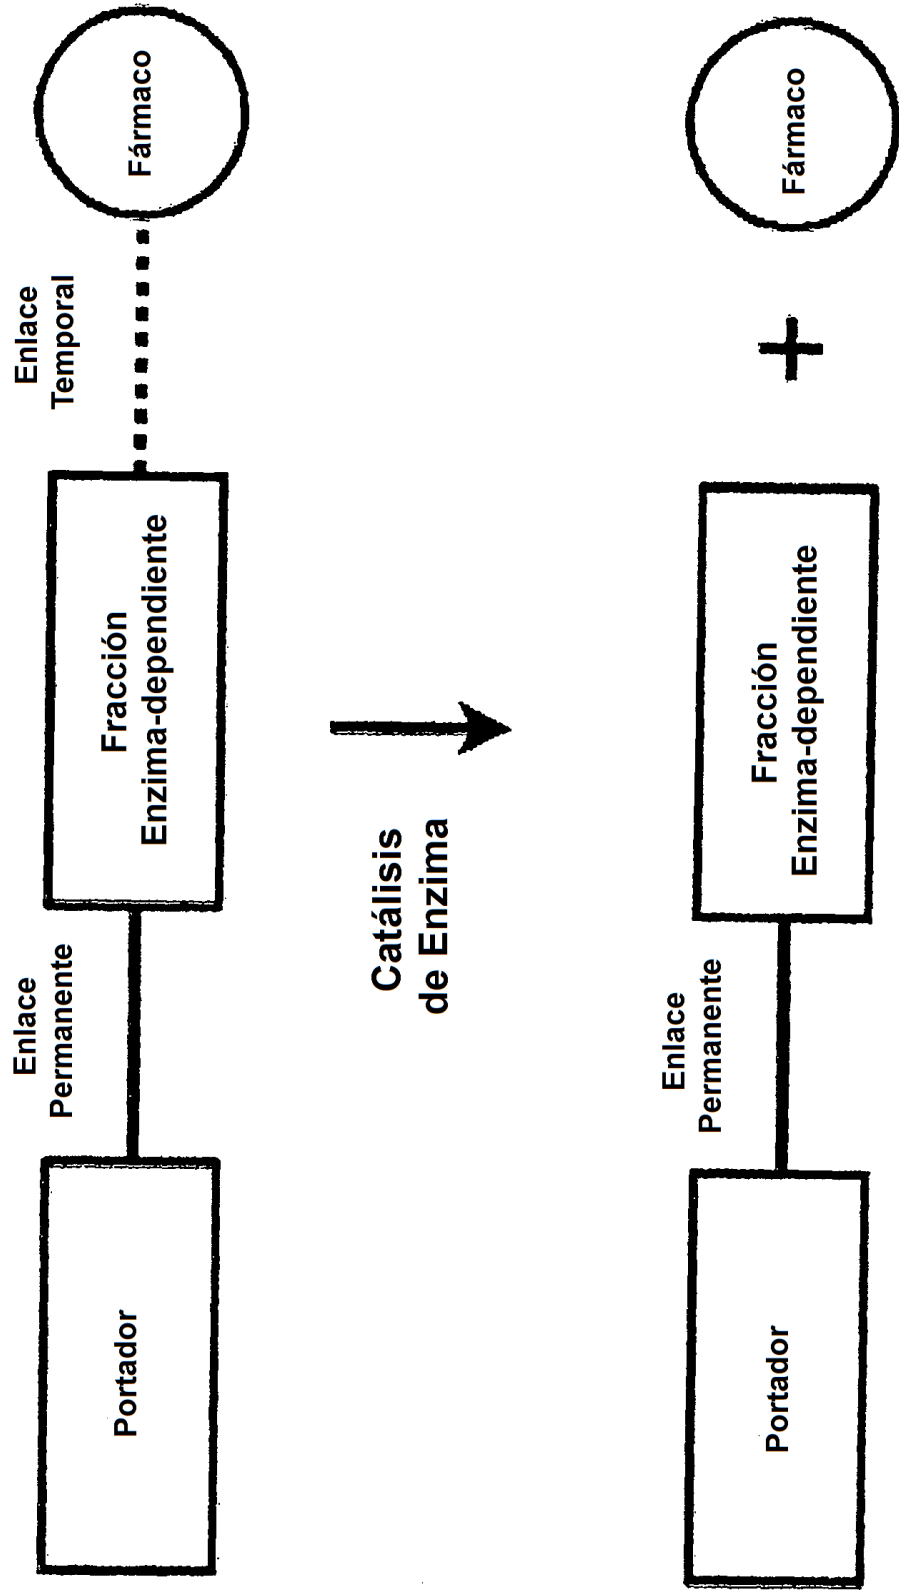 Enlace
Permanente
Enlace
Temporal
Portador
Fracción
Enzima-dependiente
Fármaco
Catálisis
de Enzima
Enlace
Permanente
Portador
Fracción
Enzima-dependiente
+
Fármaco